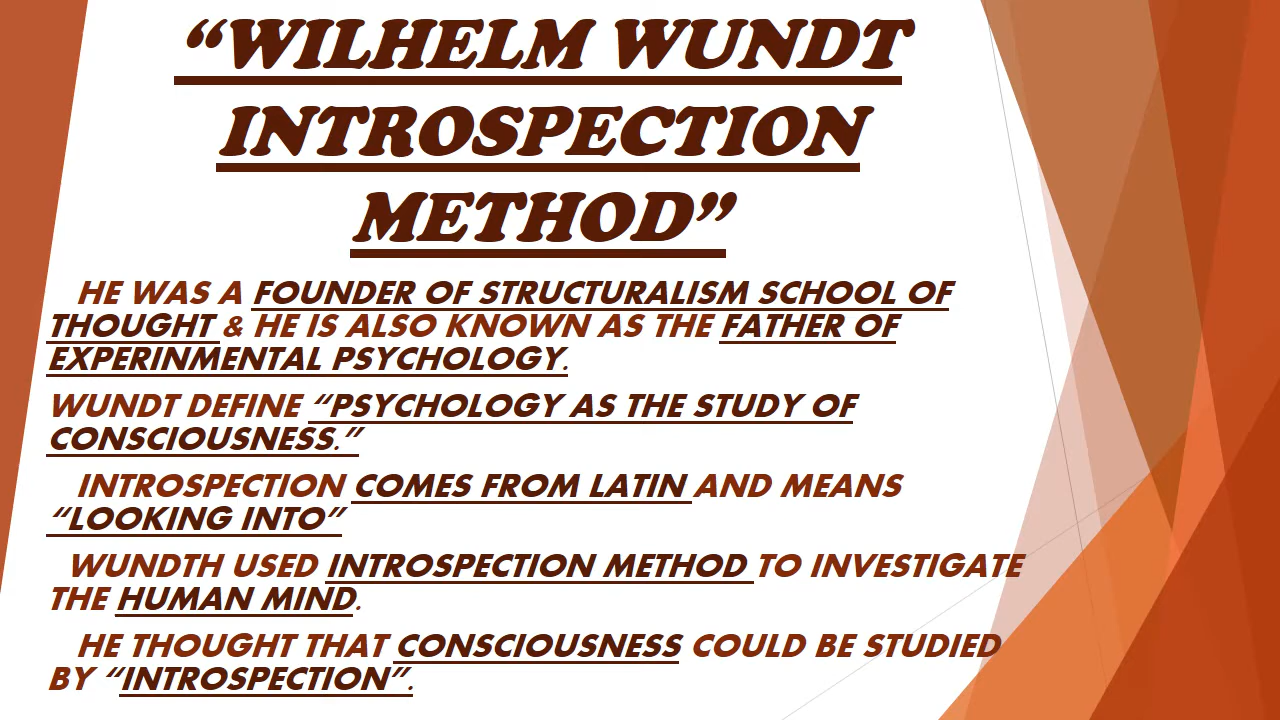 “WILHELM WUNDT
INTROSPECTION
METHOD”
HE WAS A FOUNDER OF STRUCTURALISM SCHOOL OF
THOUGHT & HE IS ALSO KNOWN AS THE FATHER OF
EXPERINMENTAL PSYCHOLOGY.
WUNDT DEFINE “PSYCHOLOGY AS THE STUDY OF
CONSCIOUSNESS.”
INTROSPECTION COMES FROM LATIN AND MEANS
“LOOKING INTO”
WUNDTH USED INTROSPECTION METHOD TO INVESTIGATE
THE HUMAN MIND.
HE THOUGHT THAT CONSCIOUSNESS COULD BE STUDIED
BY “INTROSPECTION”.